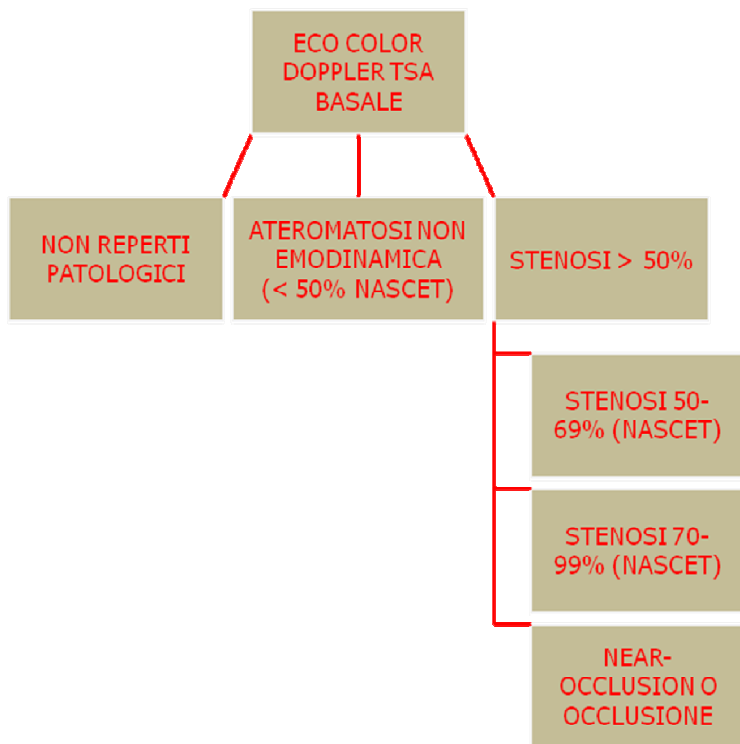 ECO COLOR
DOPPLER TSA
BASALE
NON REPERTI
PATOLOGICI
ATEROMATOSI NON
EMODINAMICA
(< 50% NASCET)
STENOSI > 50%
STENOSI 50-
69% (NASCET)
STENOSI 70-
99% (NASCET)
NEAR-
OCCLUSION O
OCCLUSIONE